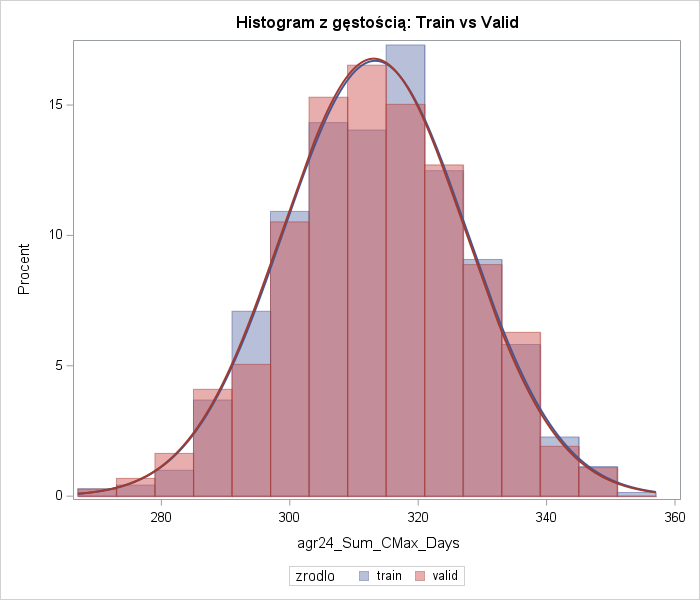 Histogram z gęstością: Train vs Valid
Procent
15
10
5
0
280
300
320
340
360
agr24_Sum_CMax_Days
zrodlo
train
valid